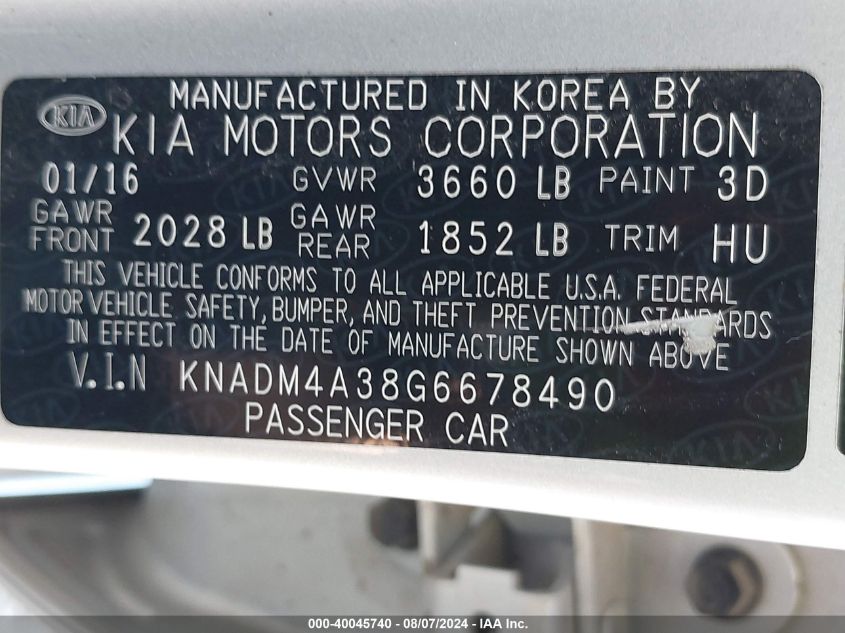 KIA
MANUFACTURED IN KOREA BY
KIA MOTORS CORPORATION
01/16 GVWR 3660 LB PAINT 3D
GAWR FRONT 2028 LB GAWR REAR 1852 LB TRIM HU
THIS VEHICLE CONFORMS TO ALL APPLICABLE U.S.A. FEDERAL
MOTOR VEHICLE SAFETY, BUMPER, AND THEFT PREVENTION STANDARDS
IN EFFECT ON THE DATE OF MANUFACTURE SHOWN ABOVE
V.I.N KNADM4A38G6678490
PASSENGER CAR
000-40045740 - 08/07/2024 - IAAI.com